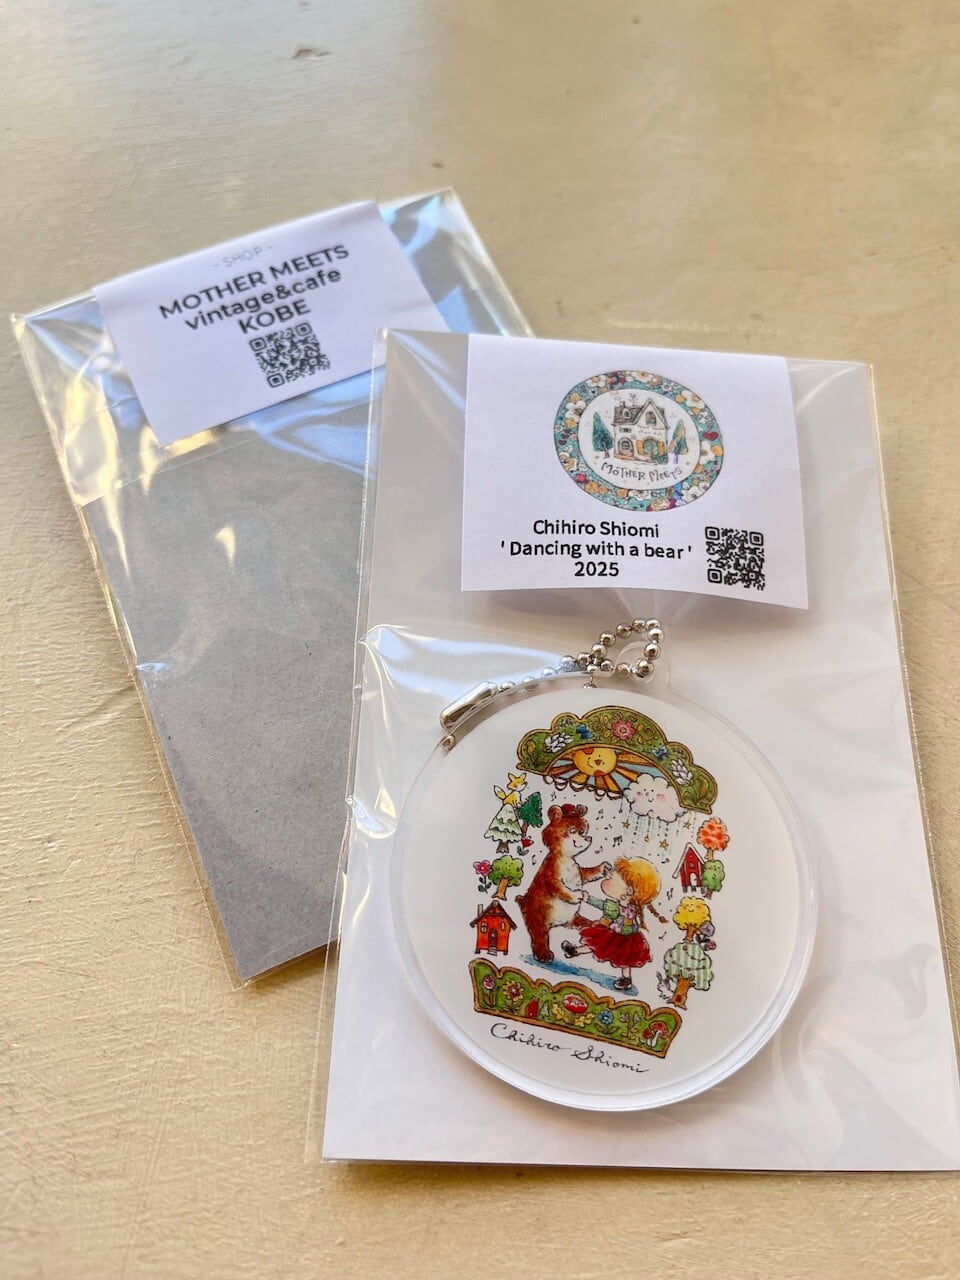 - SHOP -
MOTHER MEETS
vintage&cafe
KOBE
MOTHER MEETS
Chihiro Shiomi
' Dancing with a bear '
2025
Chihiro Shiomi